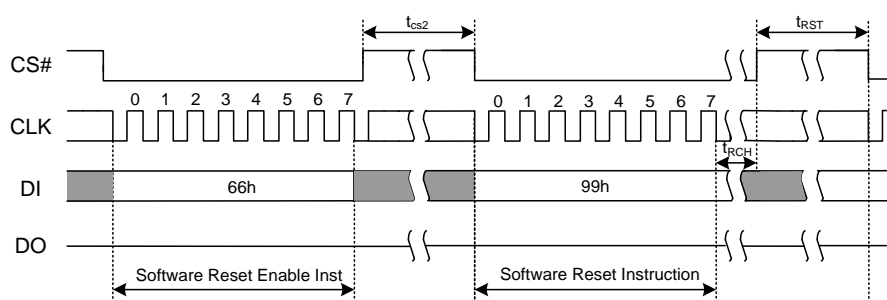 tcs2
tRST
CS#
0 1 2 3 4 5 6 7
0 1 2 3 4 5 6 7
CLK
tRCH
DI
66h
99h
DO
Software Reset Enable Inst
Software Reset Instruction